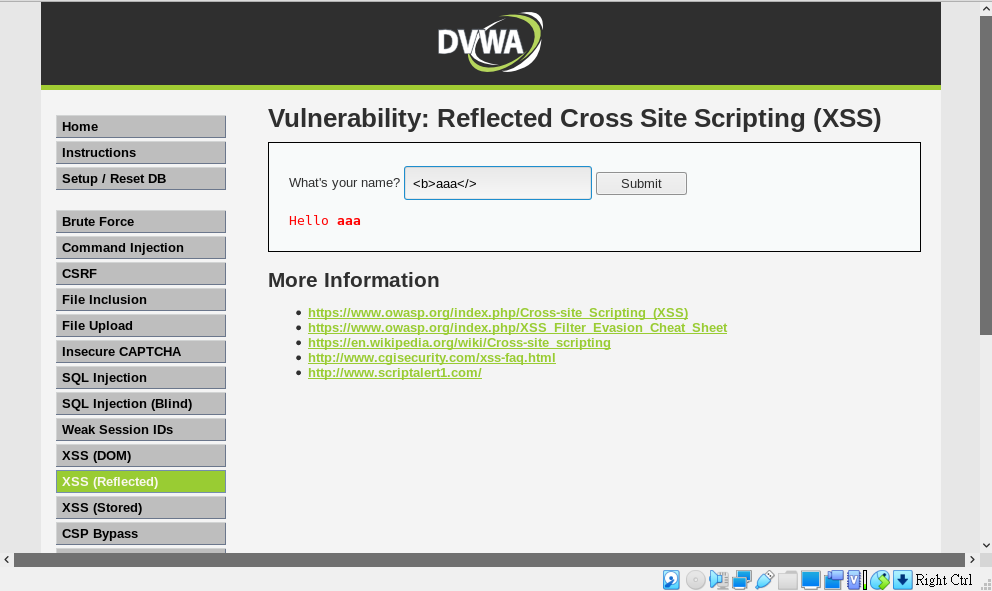 DVWA
Home
Instructions
Setup / Reset DB
Brute Force
Command Injection
CSRF
File Inclusion
File Upload
Insecure CAPTCHA
SQL Injection
SQL Injection (Blind)
Weak Session IDs
XSS (DOM)
XSS (Reflected)
XSS (Stored)
CSP Bypass
Vulnerability: Reflected Cross Site Scripting (XSS)
What's your name? <b>aaa</> Submit
Hello aaa
More Information
https://www.owasp.org/index.php/Cross-site_Scripting_(XSS)
https://www.owasp.org/index.php/XSS_Filter_Evasion_Cheat_Sheet
https://en.wikipedia.org/wiki/Cross-site_scripting
http://www.cgisecurity.com/xss-faq.html
http://www.scriptalert1.com/
Right Ctrl